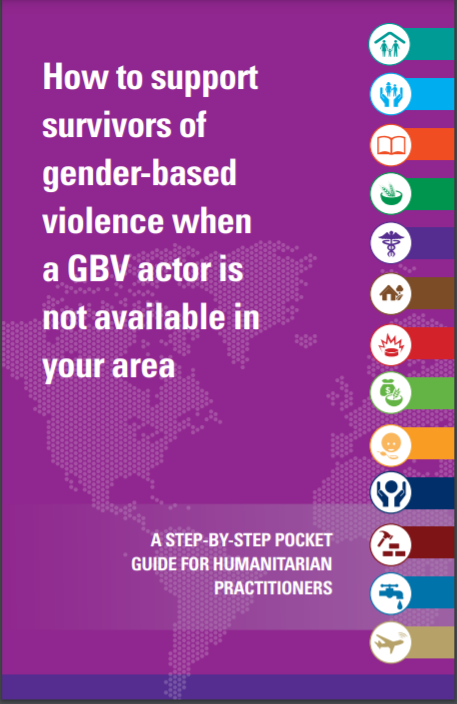 How to support
survivors of
gender-based
violence when
a GBV actor is
not available in
your area
A STEP-BY-STEP POCKET
GUIDE FOR HUMANITARIAN
PRACTITIONERS